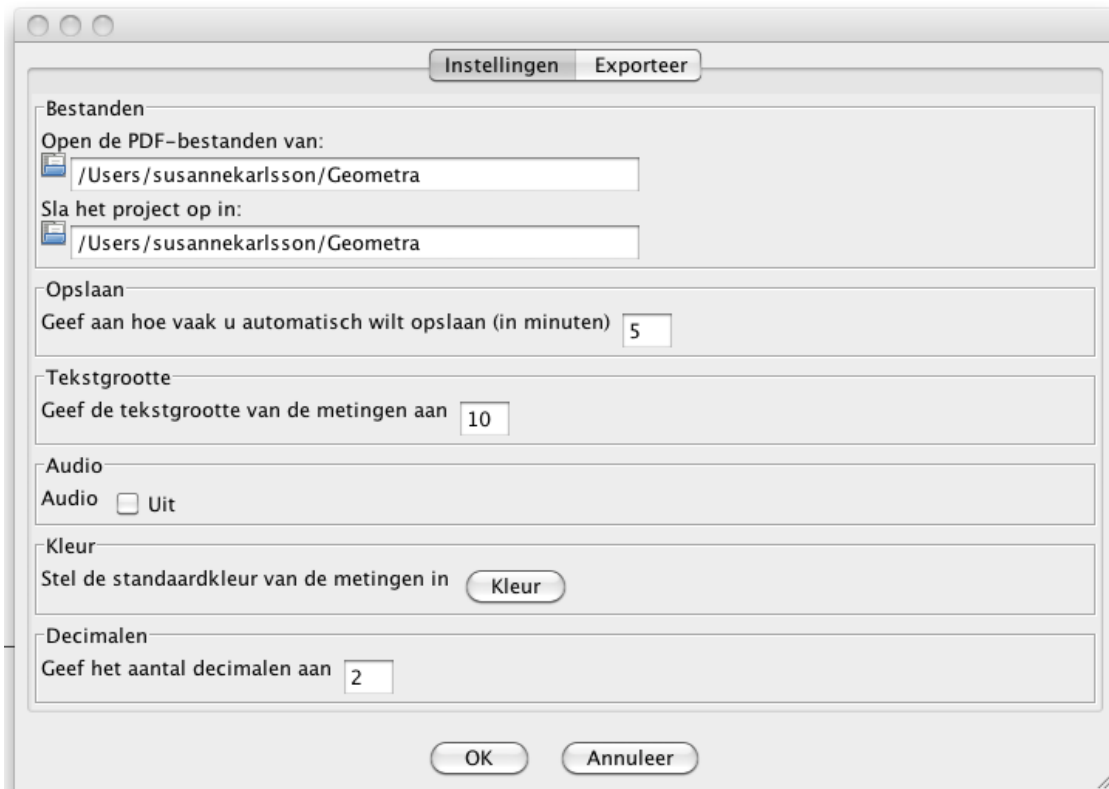 Instellingen Exporteer
Bestanden
Open de PDF-bestanden van:
/Users/susannekarlsson/Geometra
Sla het project op in:
/Users/susannekarlsson/Geometra
Opslaan
Geef aan hoe vaak u automatisch wilt opslaan (in minuten) 5
Tekstgrootte
Geef de tekstgrootte van de metingen aan 10
Audio
Audio Uit
Kleur
Stel de standaardkleur van de metingen in Kleur
Decimalen
Geef het aantal decimalen aan 2
OK Annuleer